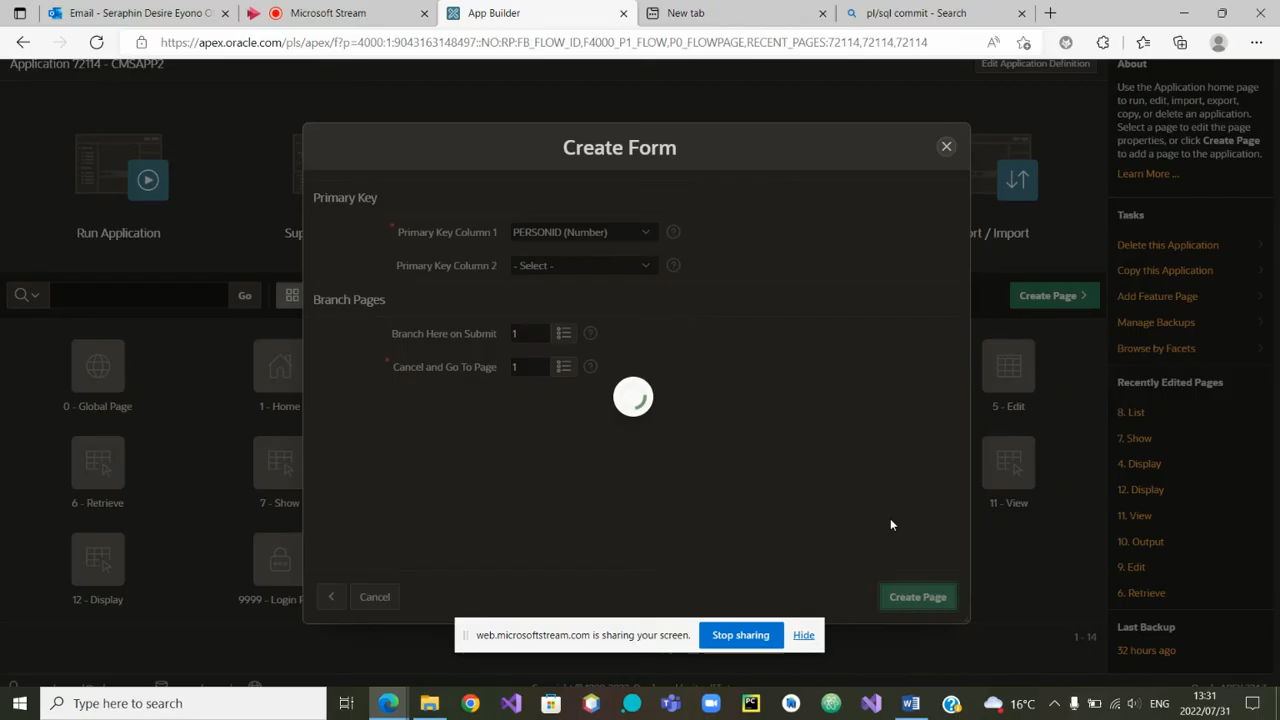 Email - Seraphin Desire Eyono O
Microsoft Stream
App Builder
New tab
pl/sql commit - Search
https://apex.oracle.com/pls/apex/f?p=4000:1:9043163148497::NO:RP:FB_FLOW_ID,F4000_P1_FLOW,P0_FLOWPAGE,RECENT_PAGES:72114,72114,72114
Application 72114 - CMSAPP2
Edit Application Definition
About
Use the Application home page
to run, edit, import, export,
copy, or delete an application.
Select a page to edit the page
properties, or click Create Page
to add a page to the application.
Learn More ...
Create Form
Primary Key
* Primary Key Column 1 PERSONID (Number)
Primary Key Column 2 - Select -
Branch Pages
Branch Here on Submit 1
* Cancel and Go To Page 1
Cancel
Create Page
Run Application
Sup
rt / Import
Go
Create Page
0 - Global Page
1 - Home
5 - Edit
6 - Retrieve
7 - Show
11 - View
12 - Display
9999 - Login P
1 - 14
Tasks
Delete this Application
Copy this Application
Add Feature Page
Manage Backups
Browse by Facets
Recently Edited Pages
8. List
7. Show
4. Display
12. Display
11. View
10. Output
9. Edit
6. Retrieve
Last Backup
32 hours ago
web.microsoftstream.com is sharing your screen.
Stop sharing
Hide
Type here to search
16°C
ENG
13:31
2022/07/31